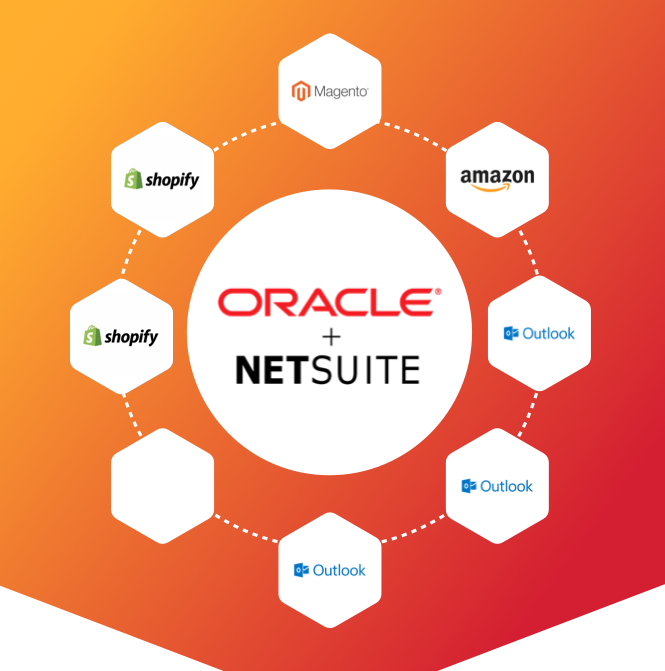 Magento
shopify
amazon
ORACLE®
+
NETSUITE
shopify
Outlook
Outlook
Outlook